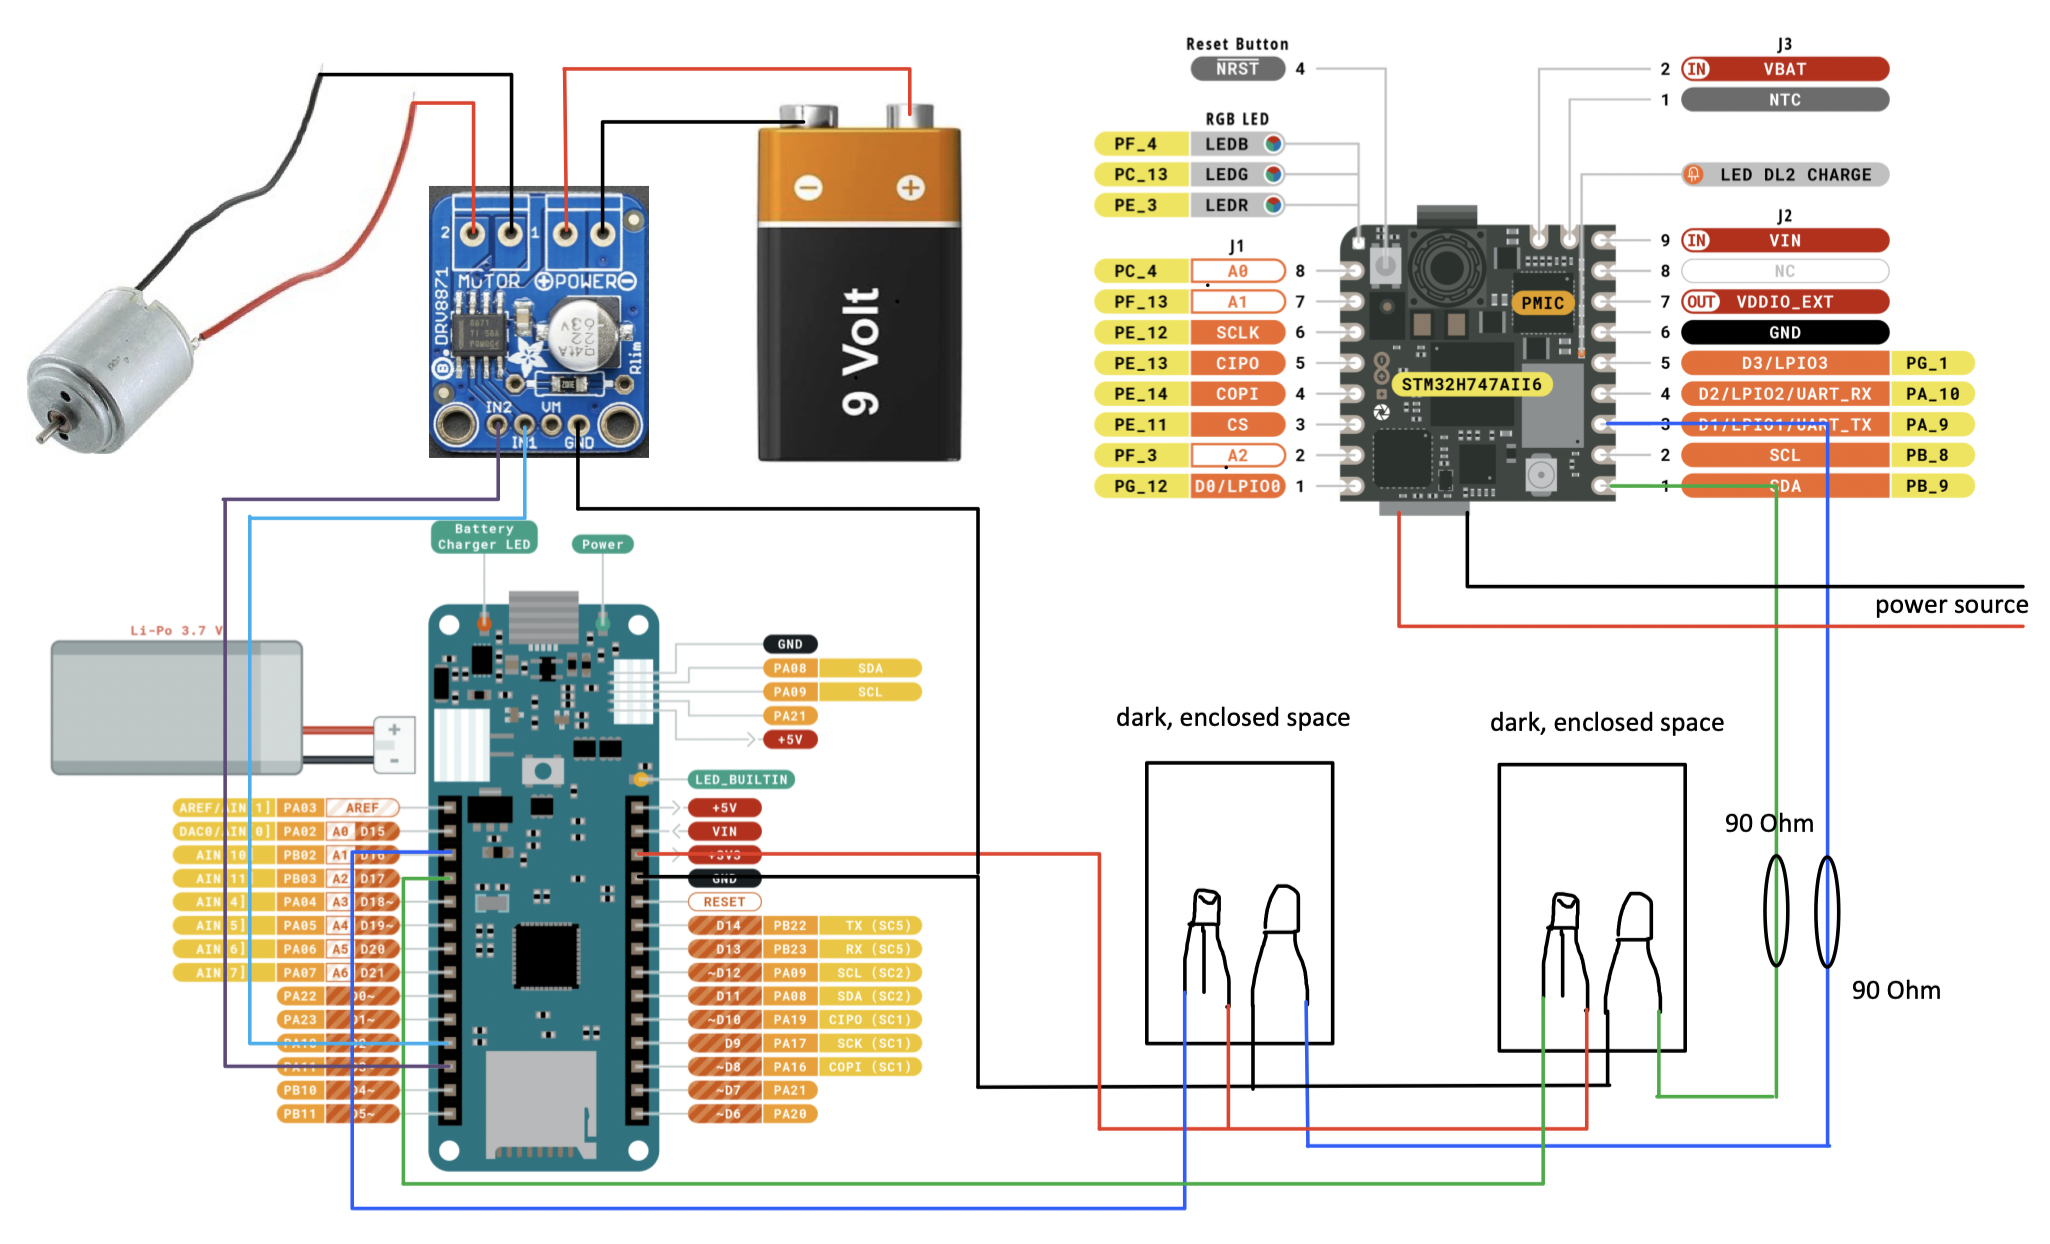 Reset Button
NRST 4
RGB LED
PF_4 LEDB
PC_13 LEDG
PE_3 LEDR
J1
PC_4 A0 8
PF_13 A1 7
PE_12 SCLK 6
PE_13 CIPO 5
PE_14 COPI 4
PE_11 CS 3
PF_3 A2 2
PG_12 D0/LPIO0 1
PMIC
STM32H747AII6
J3
2 IN VBAT
1 NTC
LED DL2 CHARGE
J2
9 IN VIN
8 NC
7 OUT VDDIO_EXT
6 GND
5 D3/LPIO3 PG_1
4 D2/LPIO2/UART_RX PA_10
3 D1/LPIO1/UART_TX PA_9
2 SCL PB_8
1 SDA PB_9
power source
2 1
MOTOR + POWER -
DRV8871
Rlim
IN2 VM
IN1 GND
- +
9 Volt
Battery
Charger LED
Power
Li-Po 3.7 V
+
-
GND
PA08 SDA
PA09 SCL
PA21
+5V
LED_BUILTIN
AREF/AIN[1] PA03 AREF
DAC0/AIN[0] PA02 A0 D15
AIN[10] PB02 A1 D16
AIN[11] PB03 A2 D17
AIN[4] PA04 A3 D18~
AIN[5] PA05 A4 D19~
AIN[6] PA06 A5 D20
AIN[7] PA07 A6 D21
PA22 D0~
PA23 D1~
PA10 D2~
PA11 D3~
PB10 D4~
PB11 D5~
+5V
VIN
+3V3
GND
RESET
D14 PB22 TX (SC5)
D13 PB23 RX (SC5)
~D12 PA09 SCL (SC2)
D11 PA08 SDA (SC2)
~D10 PA19 CIPO (SC1)
D9 PA17 SCK (SC1)
~D8 PA16 COPI (SC1)
~D7 PA21
~D6 PA20
dark, enclosed space
dark, enclosed space
90 Ohm
90 Ohm